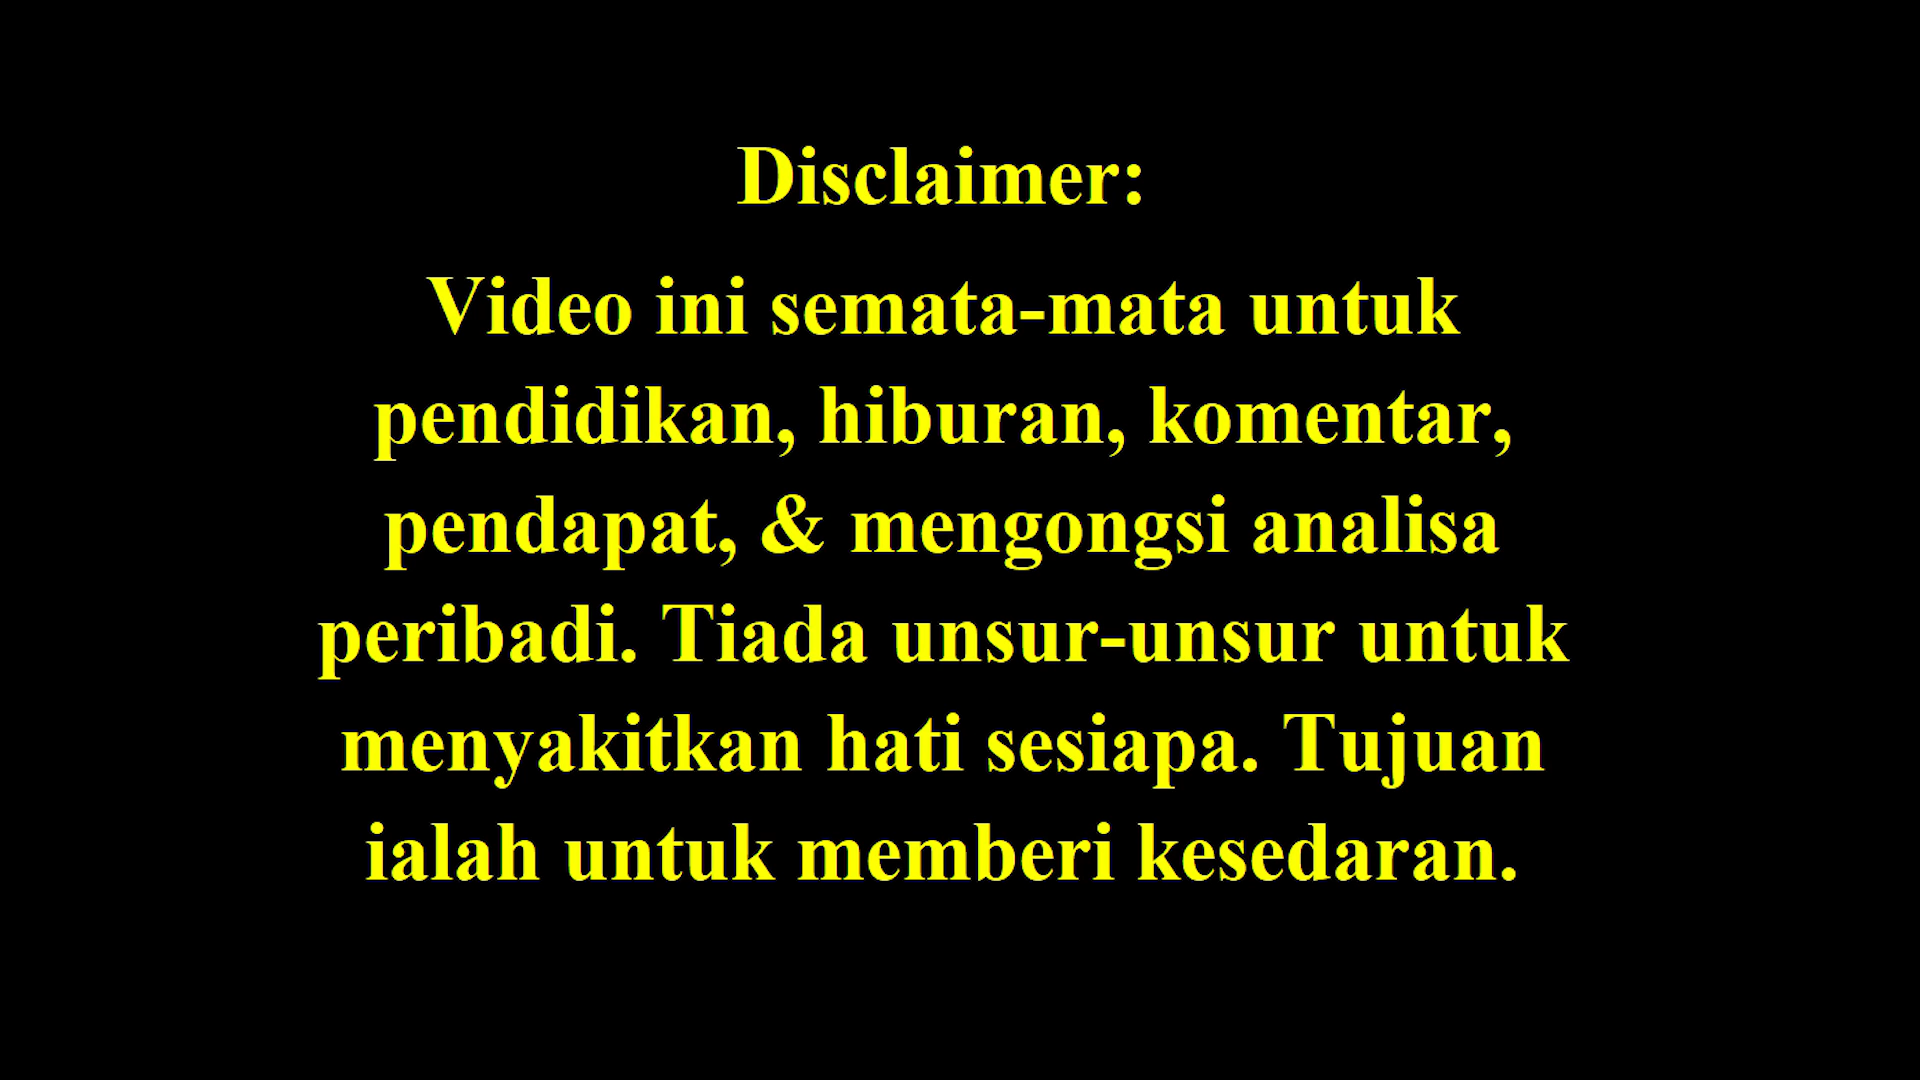 Disclaimer:
Video ini semata-mata untuk
pendidikan, hiburan, komentar,
pendapat, & mengongsi analisa
peribadi. Tiada unsur-unsur untuk
menyakitkan hati sesiapa. Tujuan
ialah untuk memberi kesedaran.